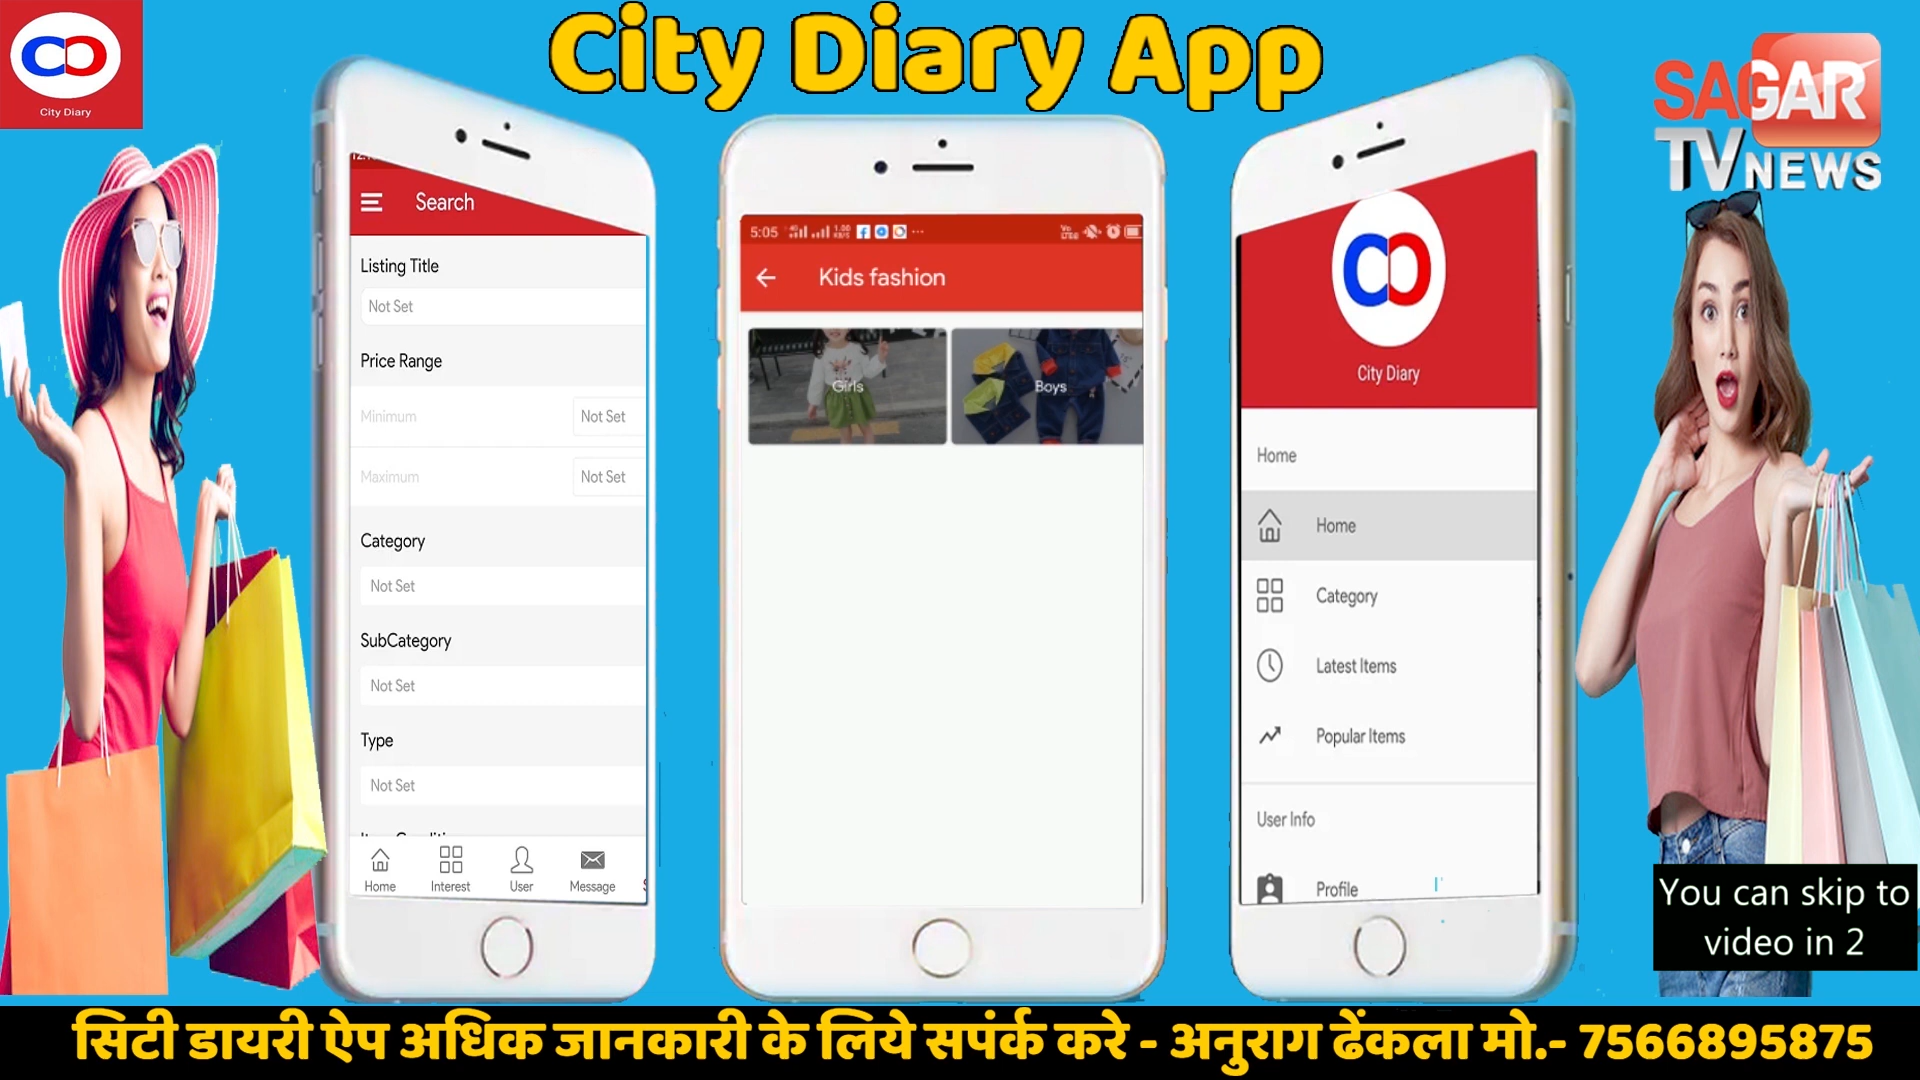 City Diary App
City Diary
SAGAR
TV NEWS
Search
Listing Title
Not Set
Price Range
Minimum
Not Set
Maximum
Not Set
Category
Not Set
SubCategory
Not Set
Type
Not Set
Home
Interest
User
Message
5:05
Kids fashion
Girls
Boys
City Diary
Home
Home
Category
Latest Items
Popular Items
User Info
Profile
You can skip to
video in 2
सिटी डायरी ऐप अधिक जानकारी के लिये सपंर्क करे - अनुराग ढेंकला मो.- 7566895875